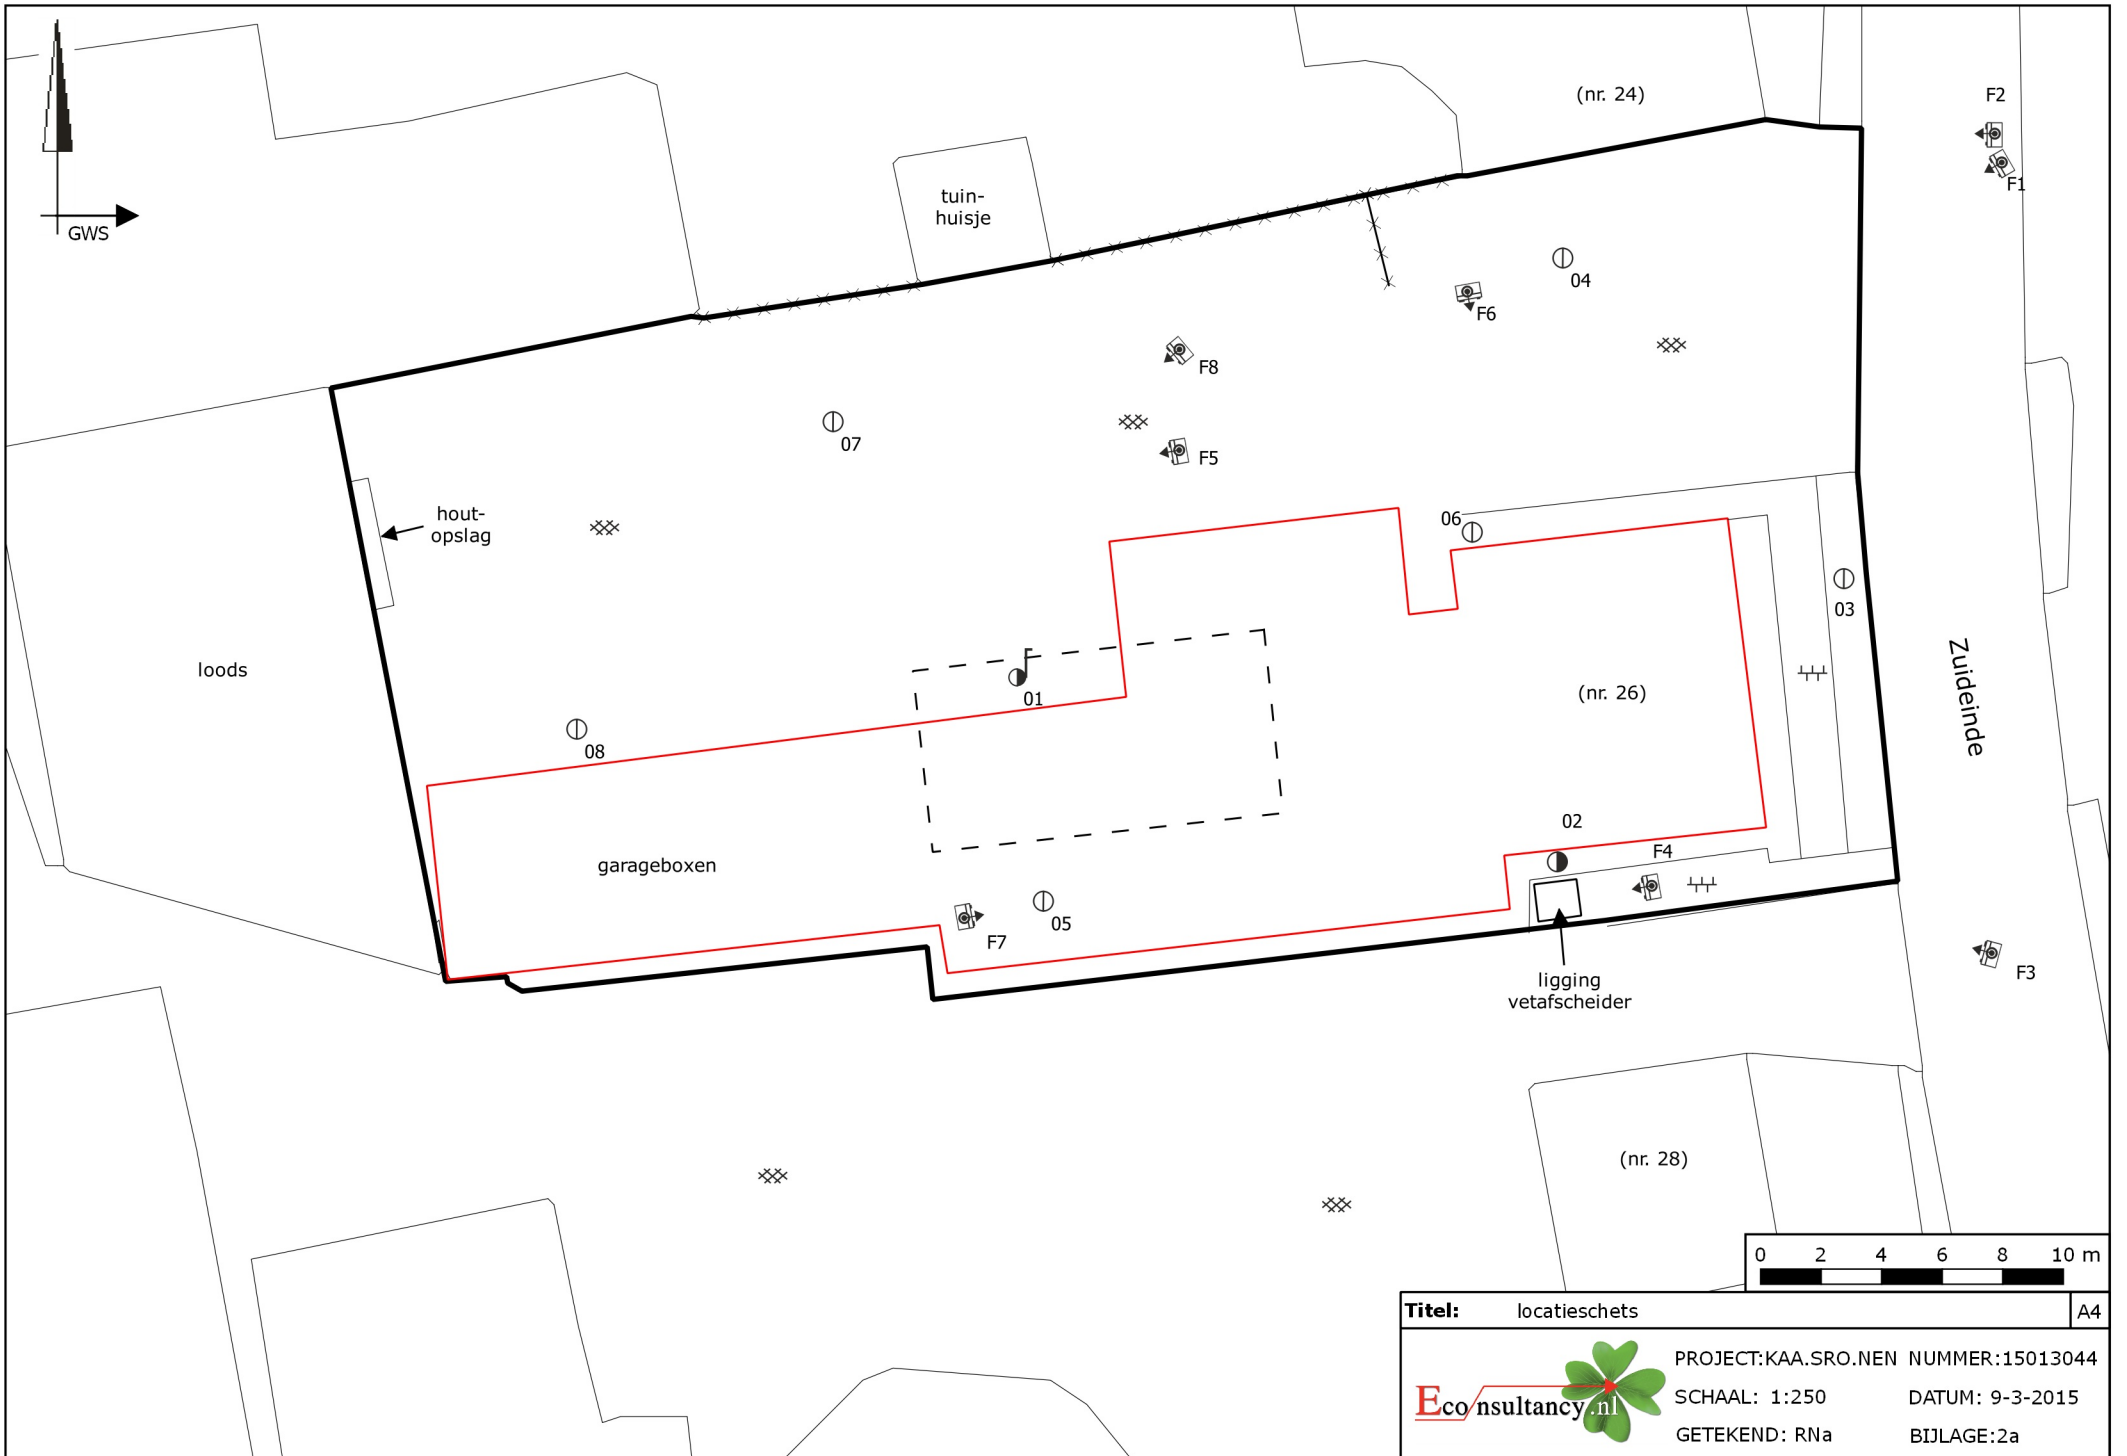 F2
(nr. 24)
F1
tuin-
huisje
GWS
04
F6
F8
07
F5
hout-
opslag
06
03
loods
01
(nr. 26)
Zuideinde
08
02
F4
garageboxen
05
F7
F3
ligging
vetafscheider
(nr. 28)
0 2 4 6 8 10 m
Titel: locatieschets A4
PROJECT:KAA.SRO.NEN NUMMER:15013044
SCHAAL: 1:250 DATUM: 9-3-2015
GETEKEND: RNa BIJLAGE:2a
Econsultancy.nl